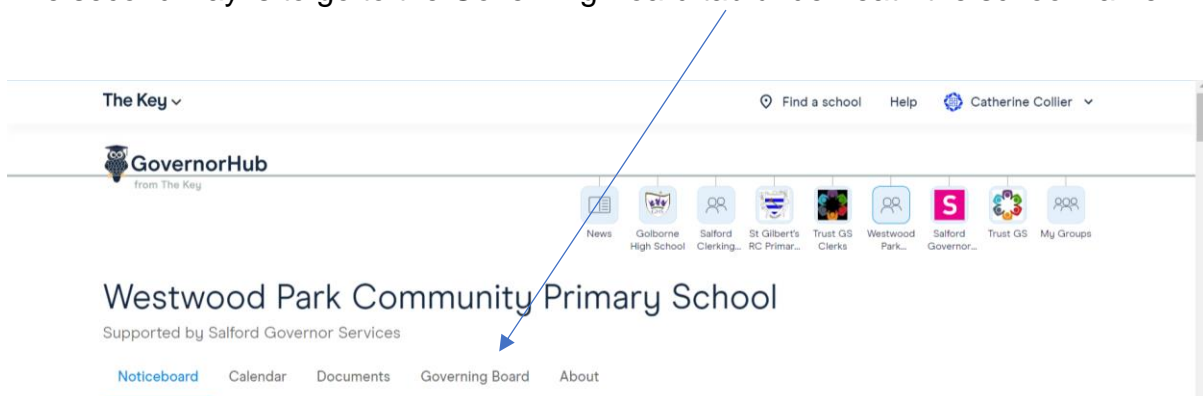 The Key
Find a school Help Catherine Collier
GovernorHub
from The Key
News Golborne High School Salford Clerking... St Gilbert's RC Primar... Trust GS Clerks Westwood Park... Salford Governor... Trust GS My Groups
S
Westwood Park Community Primary School
Supported by Salford Governor Services
Noticeboard Calendar Documents Governing Board About